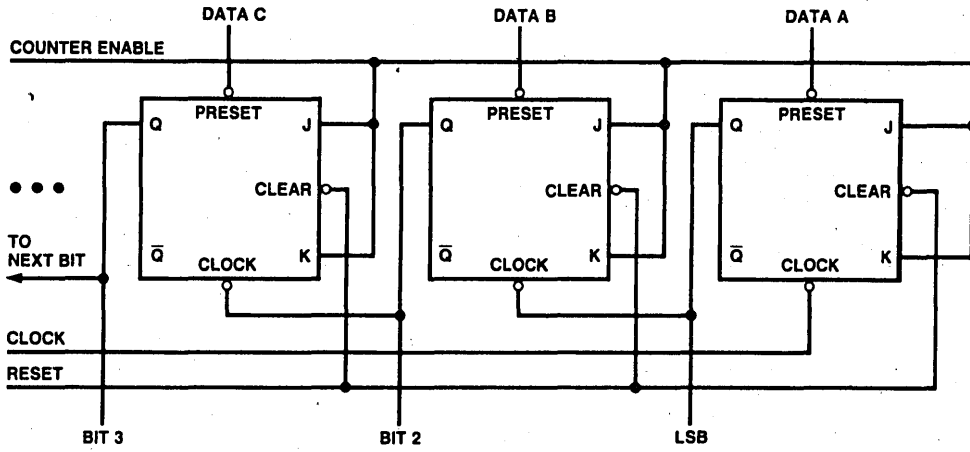 DATA C
DATA B
DATA A
COUNTER ENABLE
PRESET
PRESET
PRESET
Q
J
Q
J
Q
J
CLEAR
CLEAR
CLEAR
TO
NEXT BIT
Q̅
CLOCK
K
Q̅
CLOCK
K
Q̅
CLOCK
K
CLOCK
RESET
BIT 3
BIT 2
LSB